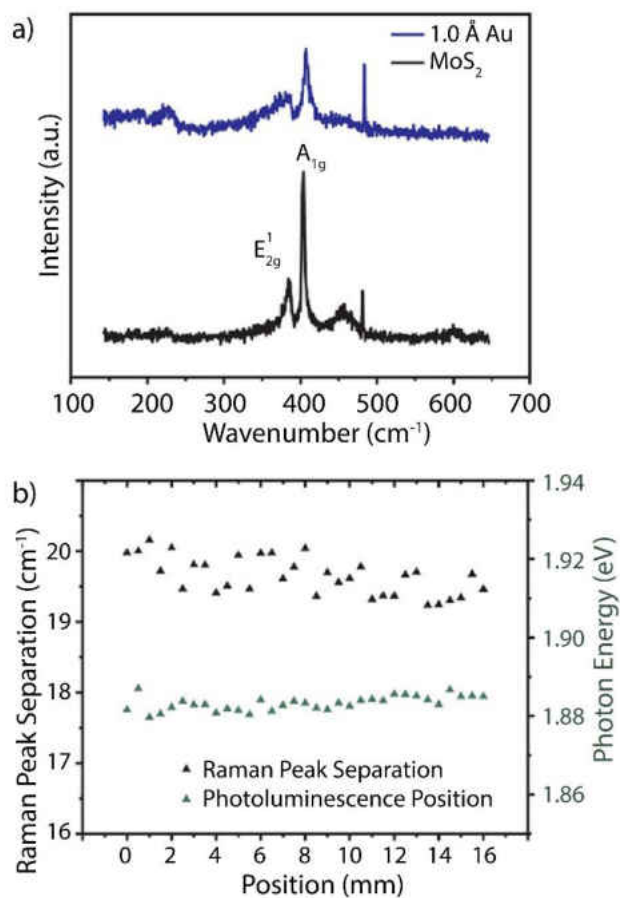 a)
1.0 Å Au
MoS₂
A₁g
E¹₂g
Intensity (a.u.)
100 200 300 400 500 600 700
Wavenumber (cm⁻¹)
b)
Raman Peak Separation (cm⁻¹)
20
19
18
17
16
1.94
1.92
1.90
1.88
1.86
Photon Energy (eV)
Raman Peak Separation
Photoluminescence Position
0 2 4 6 8 10 12 14 16
Position (mm)